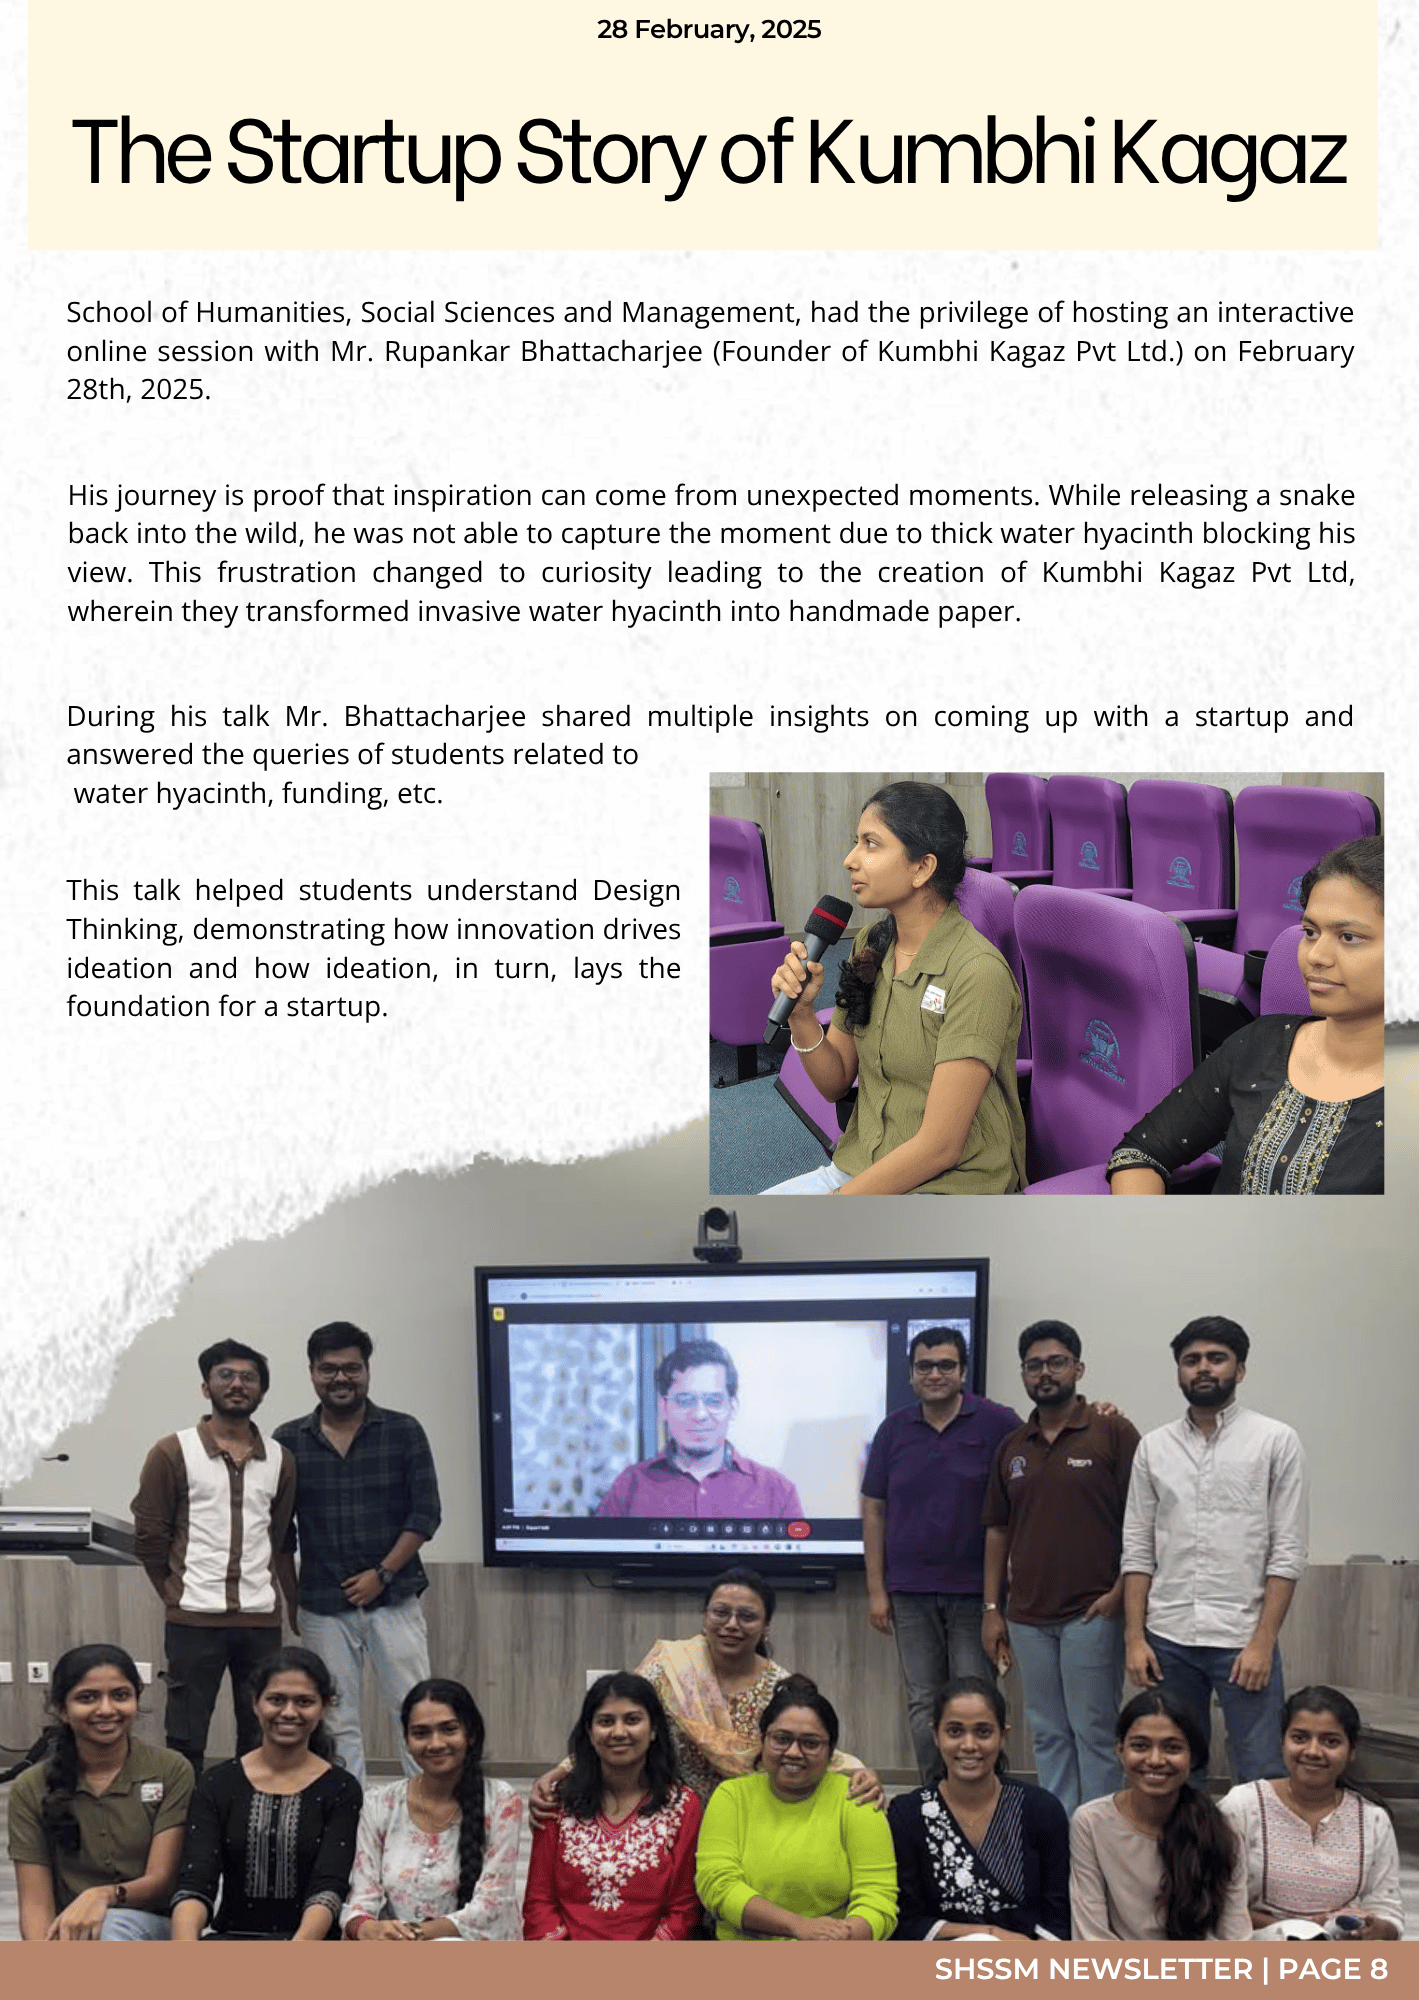 28 February, 2025
The Startup Story of Kumbhi Kagaz
School of Humanities, Social Sciences and Management, had the privilege of hosting an interactive
online session with Mr. Rupankar Bhattacharjee (Founder of Kumbhi Kagaz Pvt Ltd.) on February
28th, 2025.
His journey is proof that inspiration can come from unexpected moments. While releasing a snake
back into the wild, he was not able to capture the moment due to thick water hyacinth blocking his
view. This frustration changed to curiosity leading to the creation of Kumbhi Kagaz Pvt Ltd,
wherein they transformed invasive water hyacinth into handmade paper.
During his talk Mr. Bhattacharjee shared multiple insights on coming up with a startup and
answered the queries of students related to
water hyacinth, funding, etc.
This talk helped students understand Design
Thinking, demonstrating how innovation drives
ideation and how ideation, in turn, lays the
foundation for a startup.
SHSSM NEWSLETTER | PAGE 8